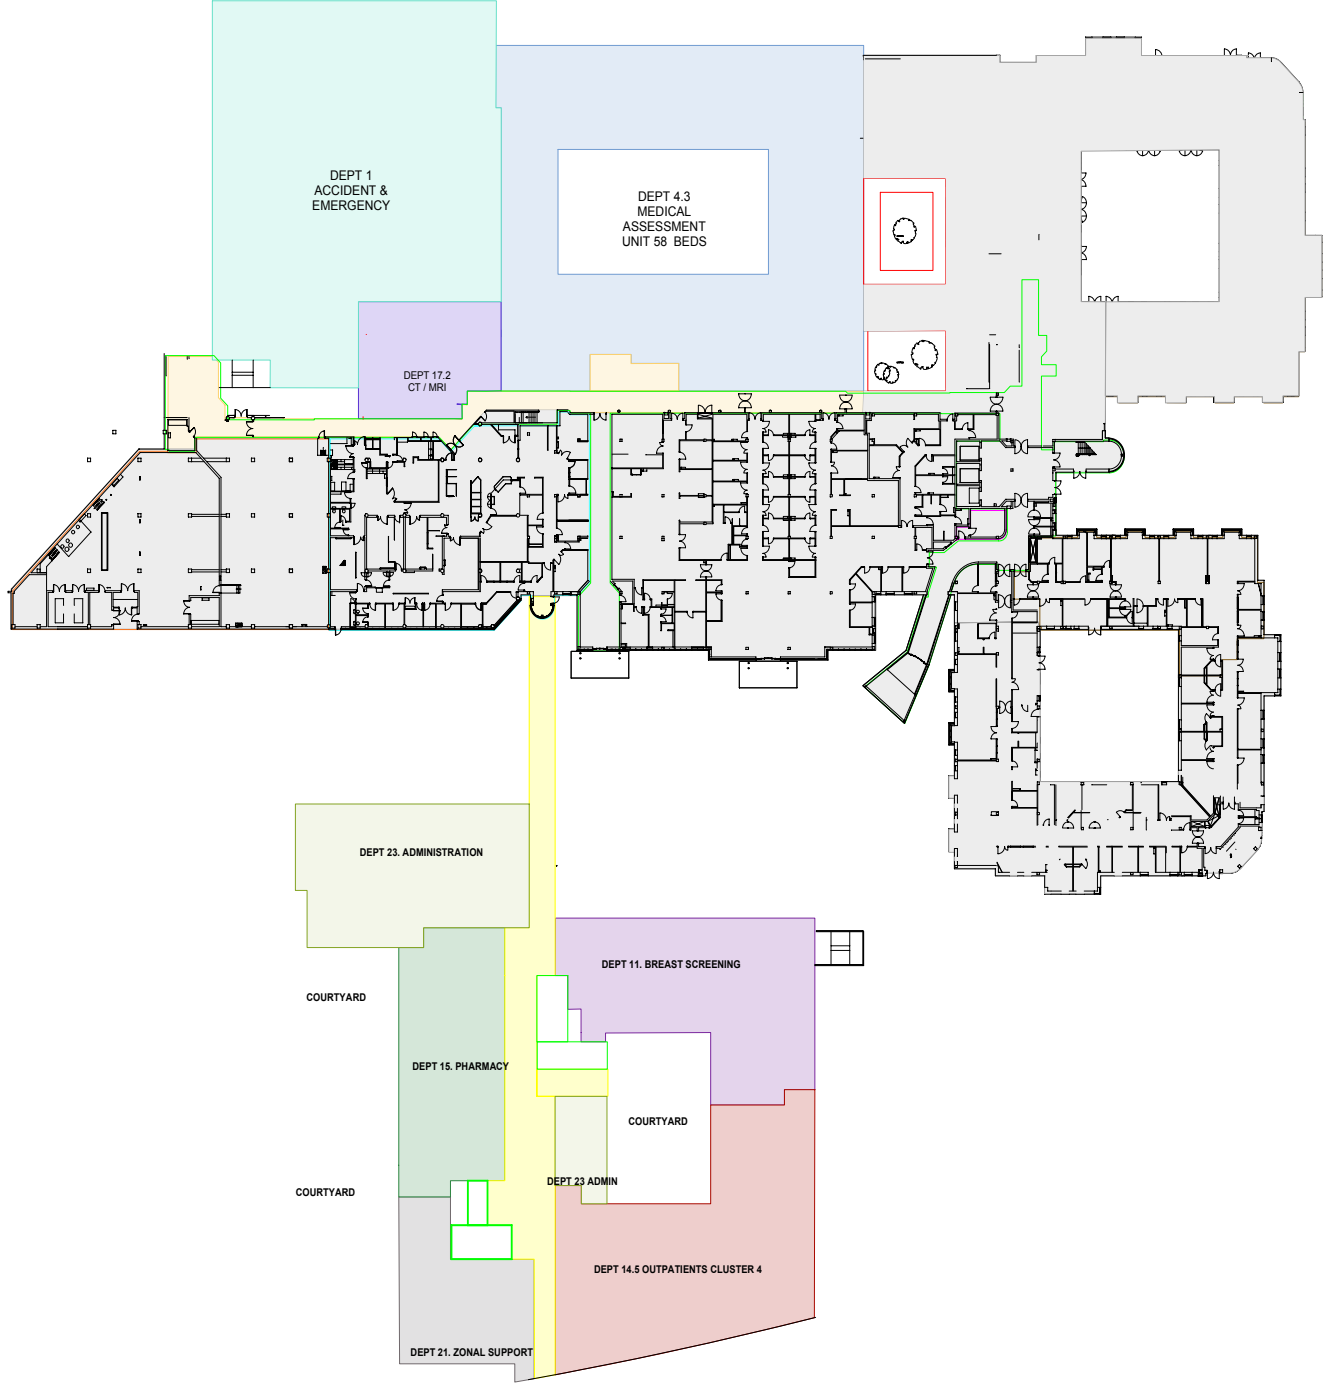 DEPT 1
ACCIDENT &
EMERGENCY
DEPT 4.3
MEDICAL
ASSESSMENT
UNIT 58 BEDS
DEPT 17.2
CT / MRI
DEPT 23. ADMINISTRATION
DEPT 11. BREAST SCREENING
COURTYARD
DEPT 15. PHARMACY
COURTYARD
DEPT 23 ADMIN
COURTYARD
DEPT 14.5 OUTPATIENTS CLUSTER 4
DEPT 21. ZONAL SUPPORT